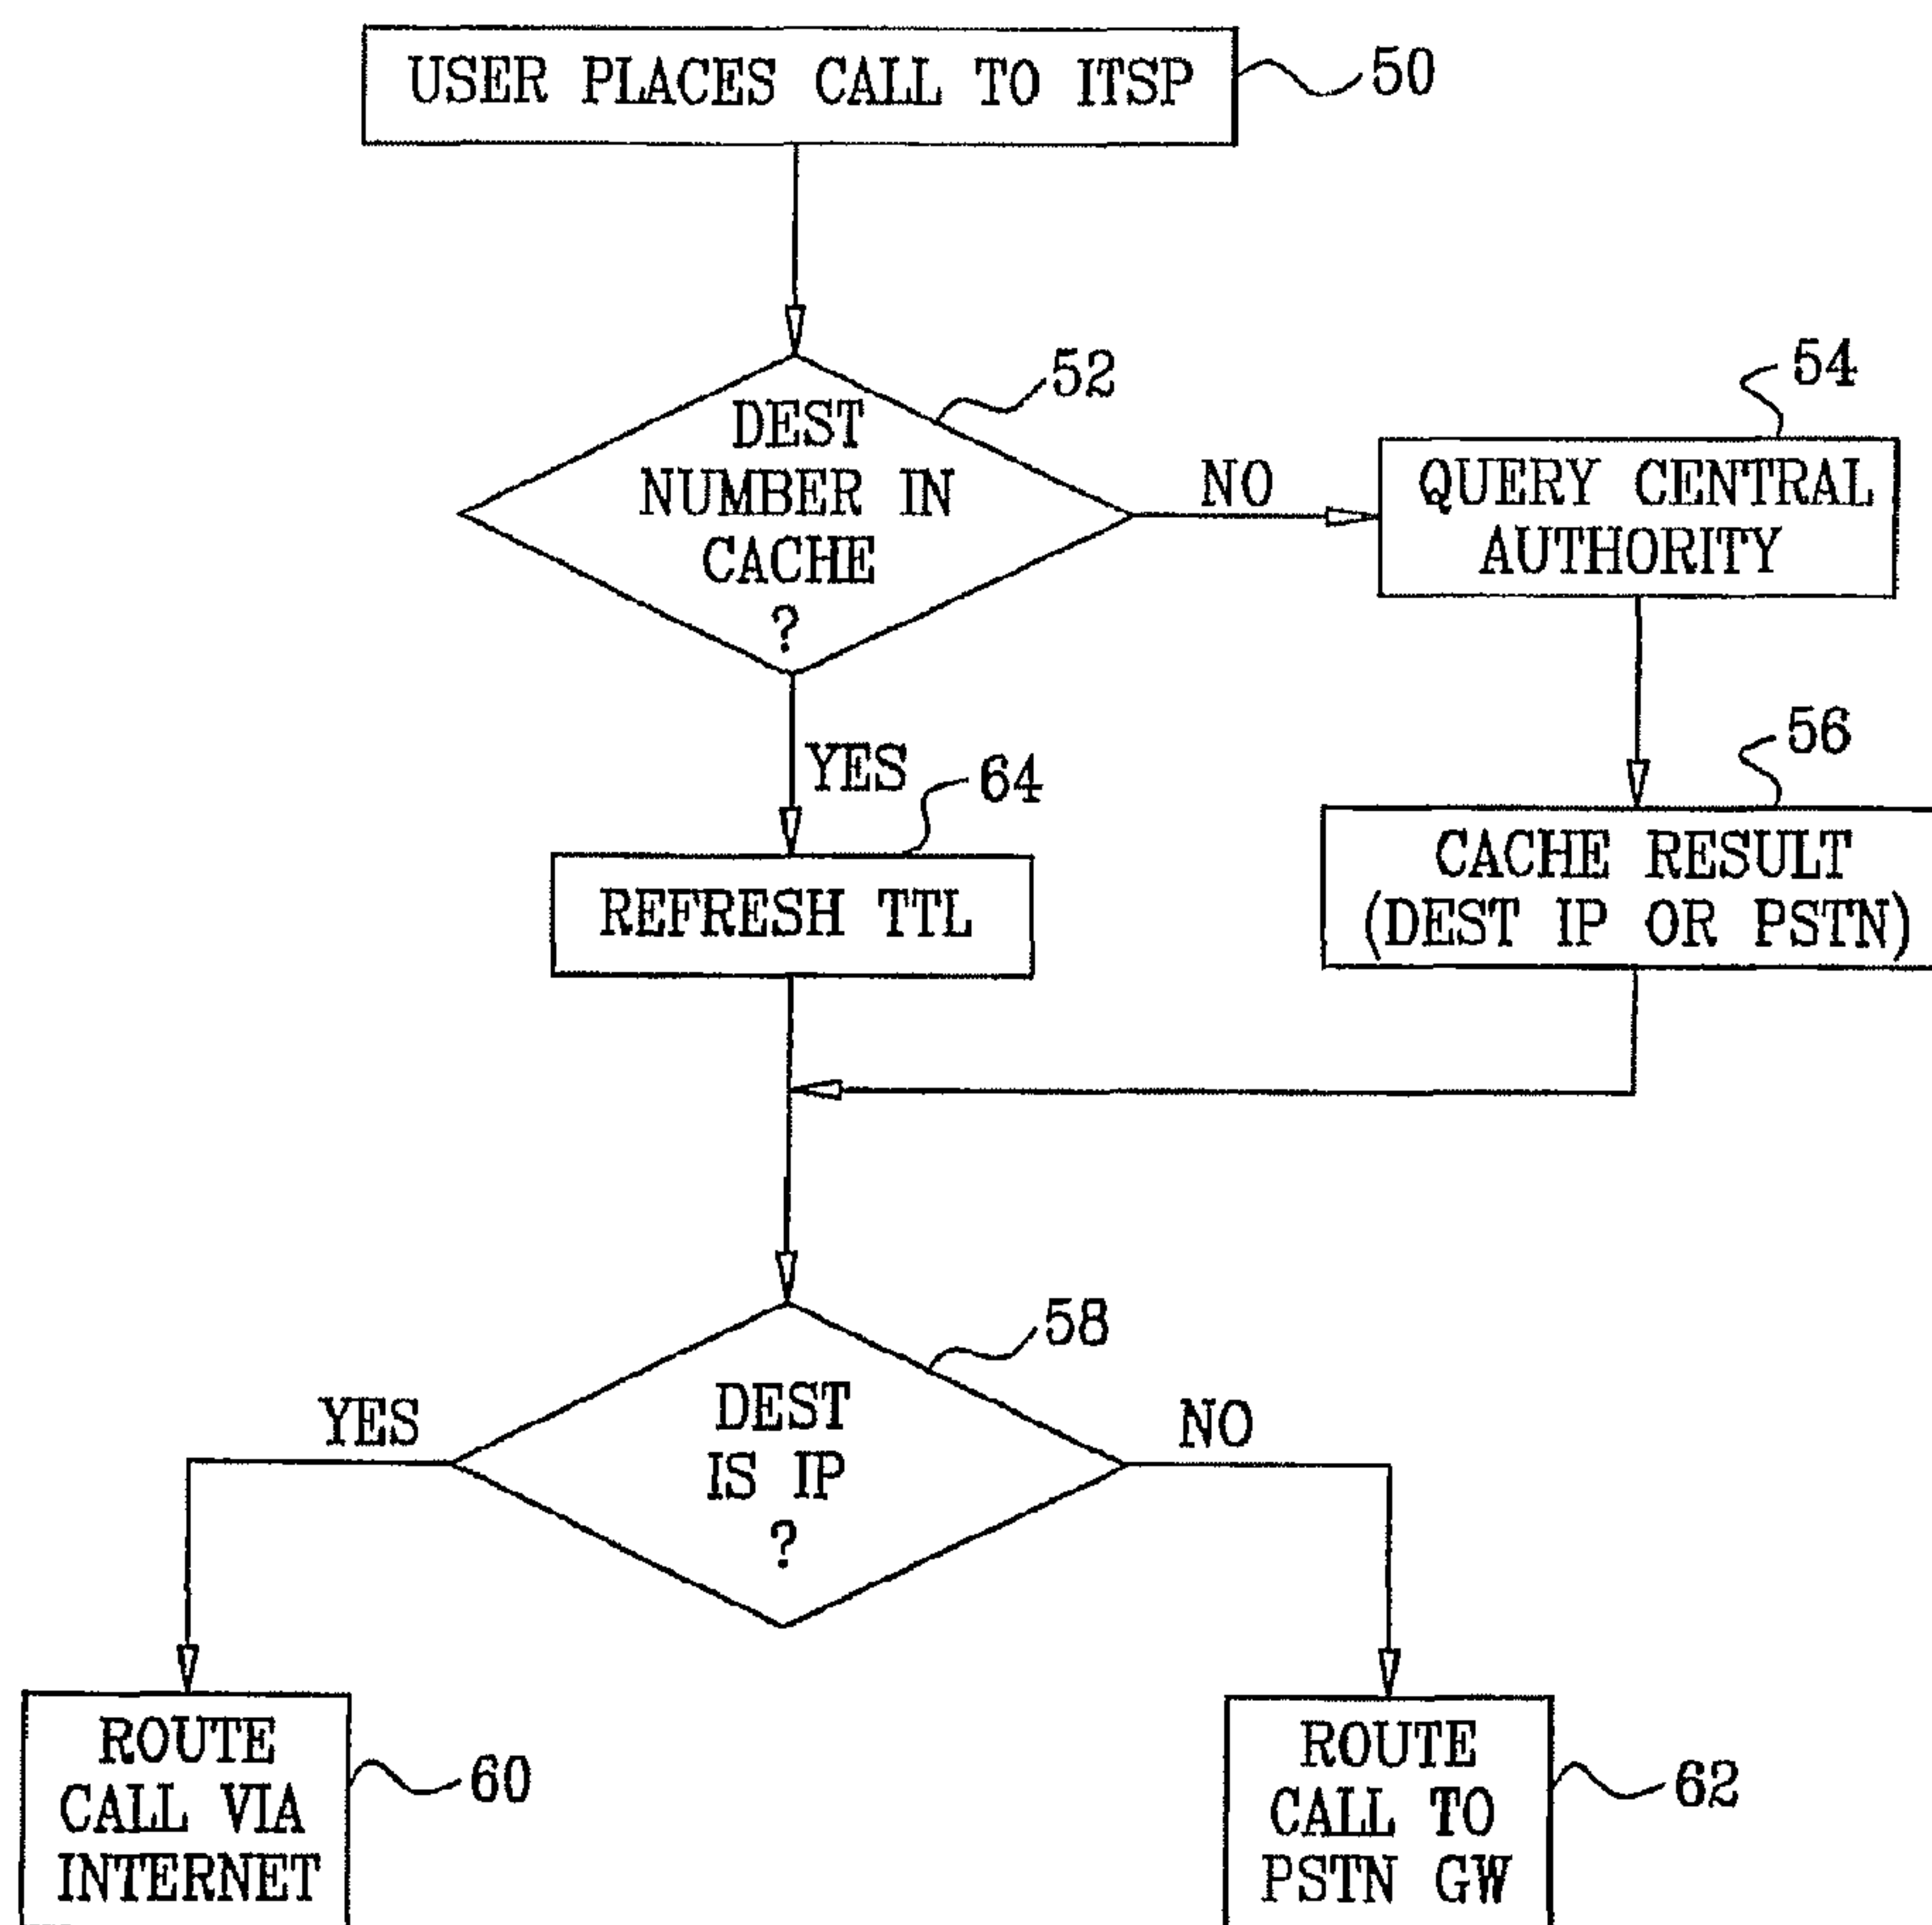 USER PLACES CALL TO ITSP
50
DEST
NUMBER IN
CACHE
?
52
NO
54
QUERY CENTRAL
AUTHORITY
YES
64
REFRESH TTL
56
CACHE RESULT
(DEST IP OR PSTN)
58
DEST
IS IP
?
YES
NO
ROUTE
CALL VIA
INTERNET
60
ROUTE
CALL TO
PSTN GW
62